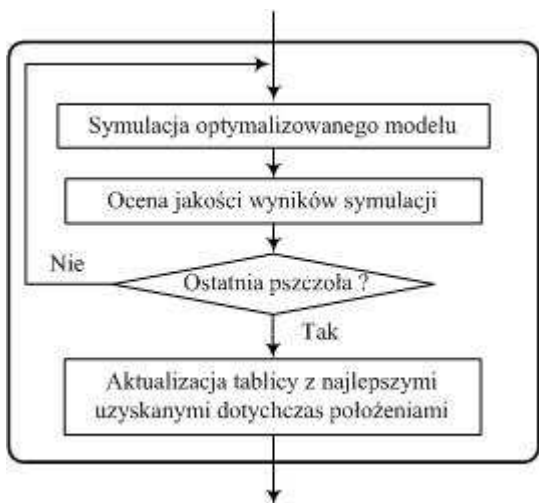 Symulacja optymalizowanego modelu
Ocena jakości wyników symulacji
Nie
Ostatnia pszczoła ?
Tak
Aktualizacja tablicy z najlepszymi
uzyskanymi dotychczas położeniami